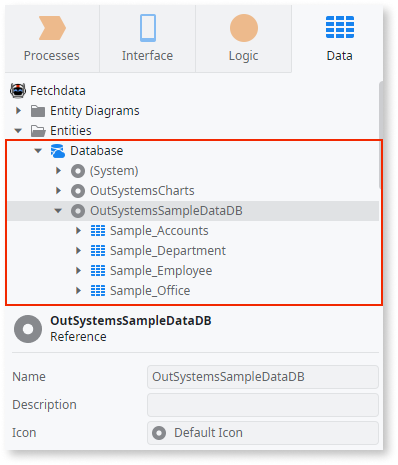 Processes Interface Logic Data
Fetchdata
Entity Diagrams
Entities
Database
(System)
OutSystemsCharts
OutSystemsSampleDataDB
Sample_Accounts
Sample_Department
Sample_Employee
Sample_Office
OutSystemsSampleDataDB
Reference
Name OutSystemsSampleDataDB
Description
Icon Default Icon